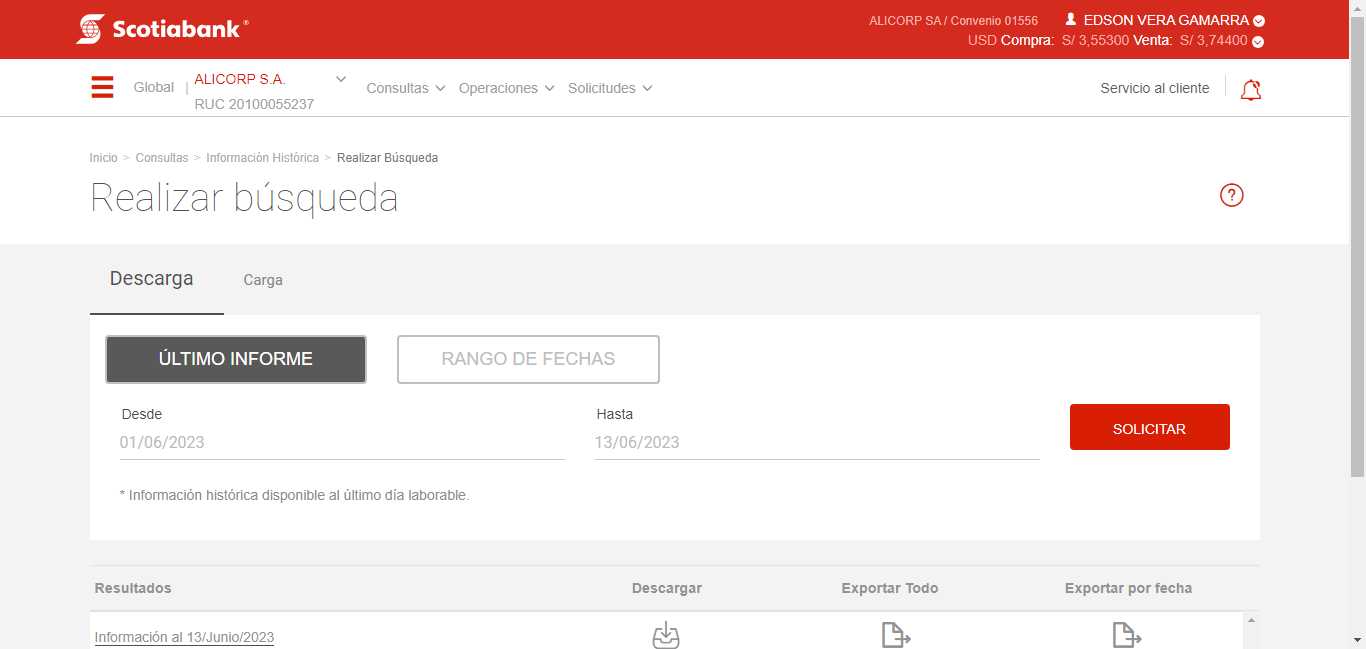 Scotiabank®
ALICORP SA / Convenio 01556 EDSON VERA GAMARRA
USD Compra: S/ 3,55300 Venta: S/ 3,74400
Global | ALICORP S.A. Consultas Operaciones Solicitudes Servicio al cliente
RUC 20100055237
Inicio > Consultas > Información Histórica > Realizar Búsqueda
Realizar búsqueda ?
Descarga Carga
ÚLTIMO INFORME RANGO DE FECHAS
Desde Hasta
01/06/2023 13/06/2023 SOLICITAR
* Información histórica disponible al último día laborable.
Resultados Descargar Exportar Todo Exportar por fecha
Información al 13/Junio/2023